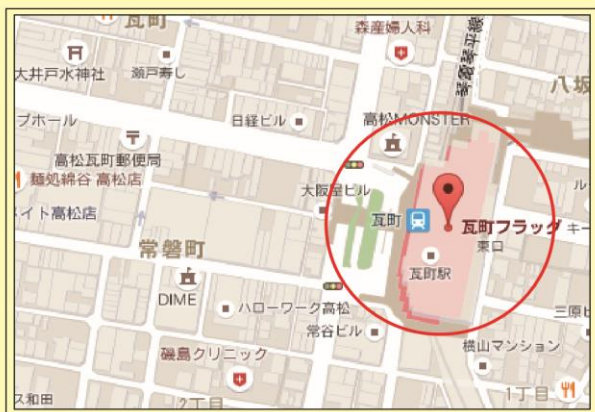 瓦町
森産婦人科
大井戸水神社
瀬戸寿し
琴電琴平線
八坂
ブホール
日経ビル
高松MONSTER
高松瓦町郵便局
麺処綿谷 高松店
大阪屋ビル
ル
メイト高松店
瓦町
瓦町フラッグ
キー
東口
常磐町
瓦町駅
DIME
ハローワーク高松
三原ビ
常谷ビル
横山マンション
磯島クリニック
ス和田
2丁目
1丁目